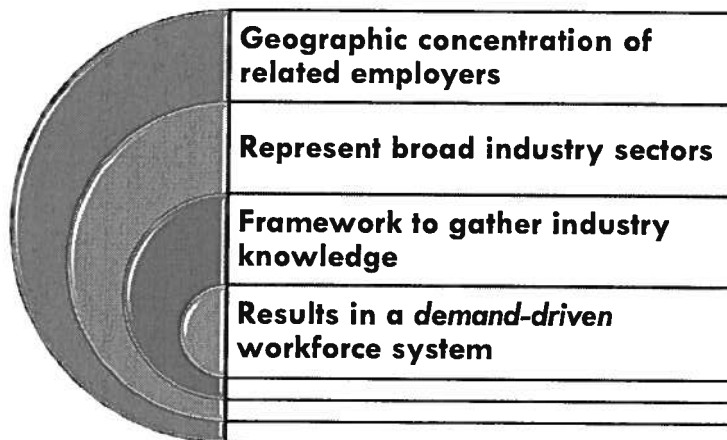 Geographic concentration of
related employers
Represent broad industry sectors
Framework to gather industry
knowledge
Results in a demand-driven
workforce system